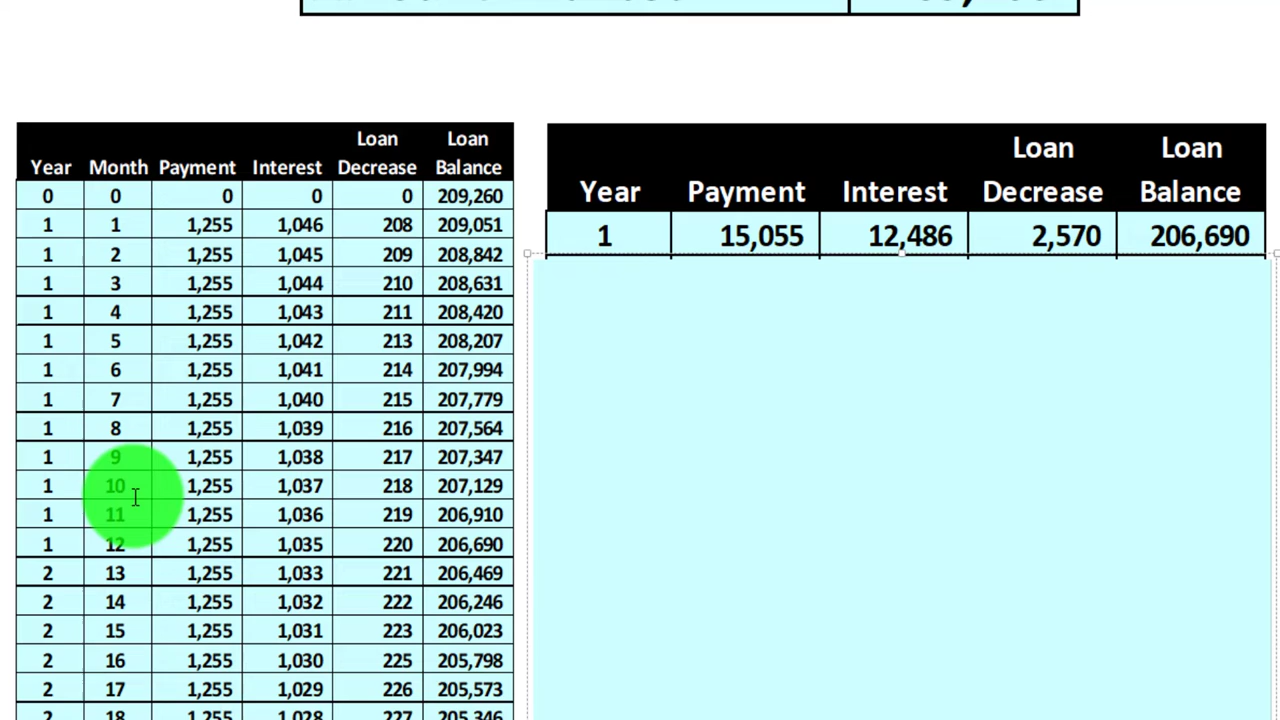 Loan Loan
Year Month Payment Interest Decrease Balance
0 0 0 0 0 209,260
1 1 1,255 1,046 208 209,051
1 2 1,255 1,045 209 208,842
1 3 1,255 1,044 210 208,631
1 4 1,255 1,043 211 208,420
1 5 1,255 1,042 213 208,207
1 6 1,255 1,041 214 207,994
1 7 1,255 1,040 215 207,779
1 8 1,255 1,039 216 207,564
1 9 1,255 1,038 217 207,347
1 10 1,255 1,037 218 207,129
1 11 1,255 1,036 219 206,910
1 12 1,255 1,035 220 206,690
2 13 1,255 1,033 221 206,469
2 14 1,255 1,032 222 206,246
2 15 1,255 1,031 223 206,023
2 16 1,255 1,030 225 205,798
2 17 1,255 1,029 226 205,573
2 18 1,255 1,028 227 205,346
Loan Loan
Year Payment Interest Decrease Balance
1 15,055 12,486 2,570 206,690